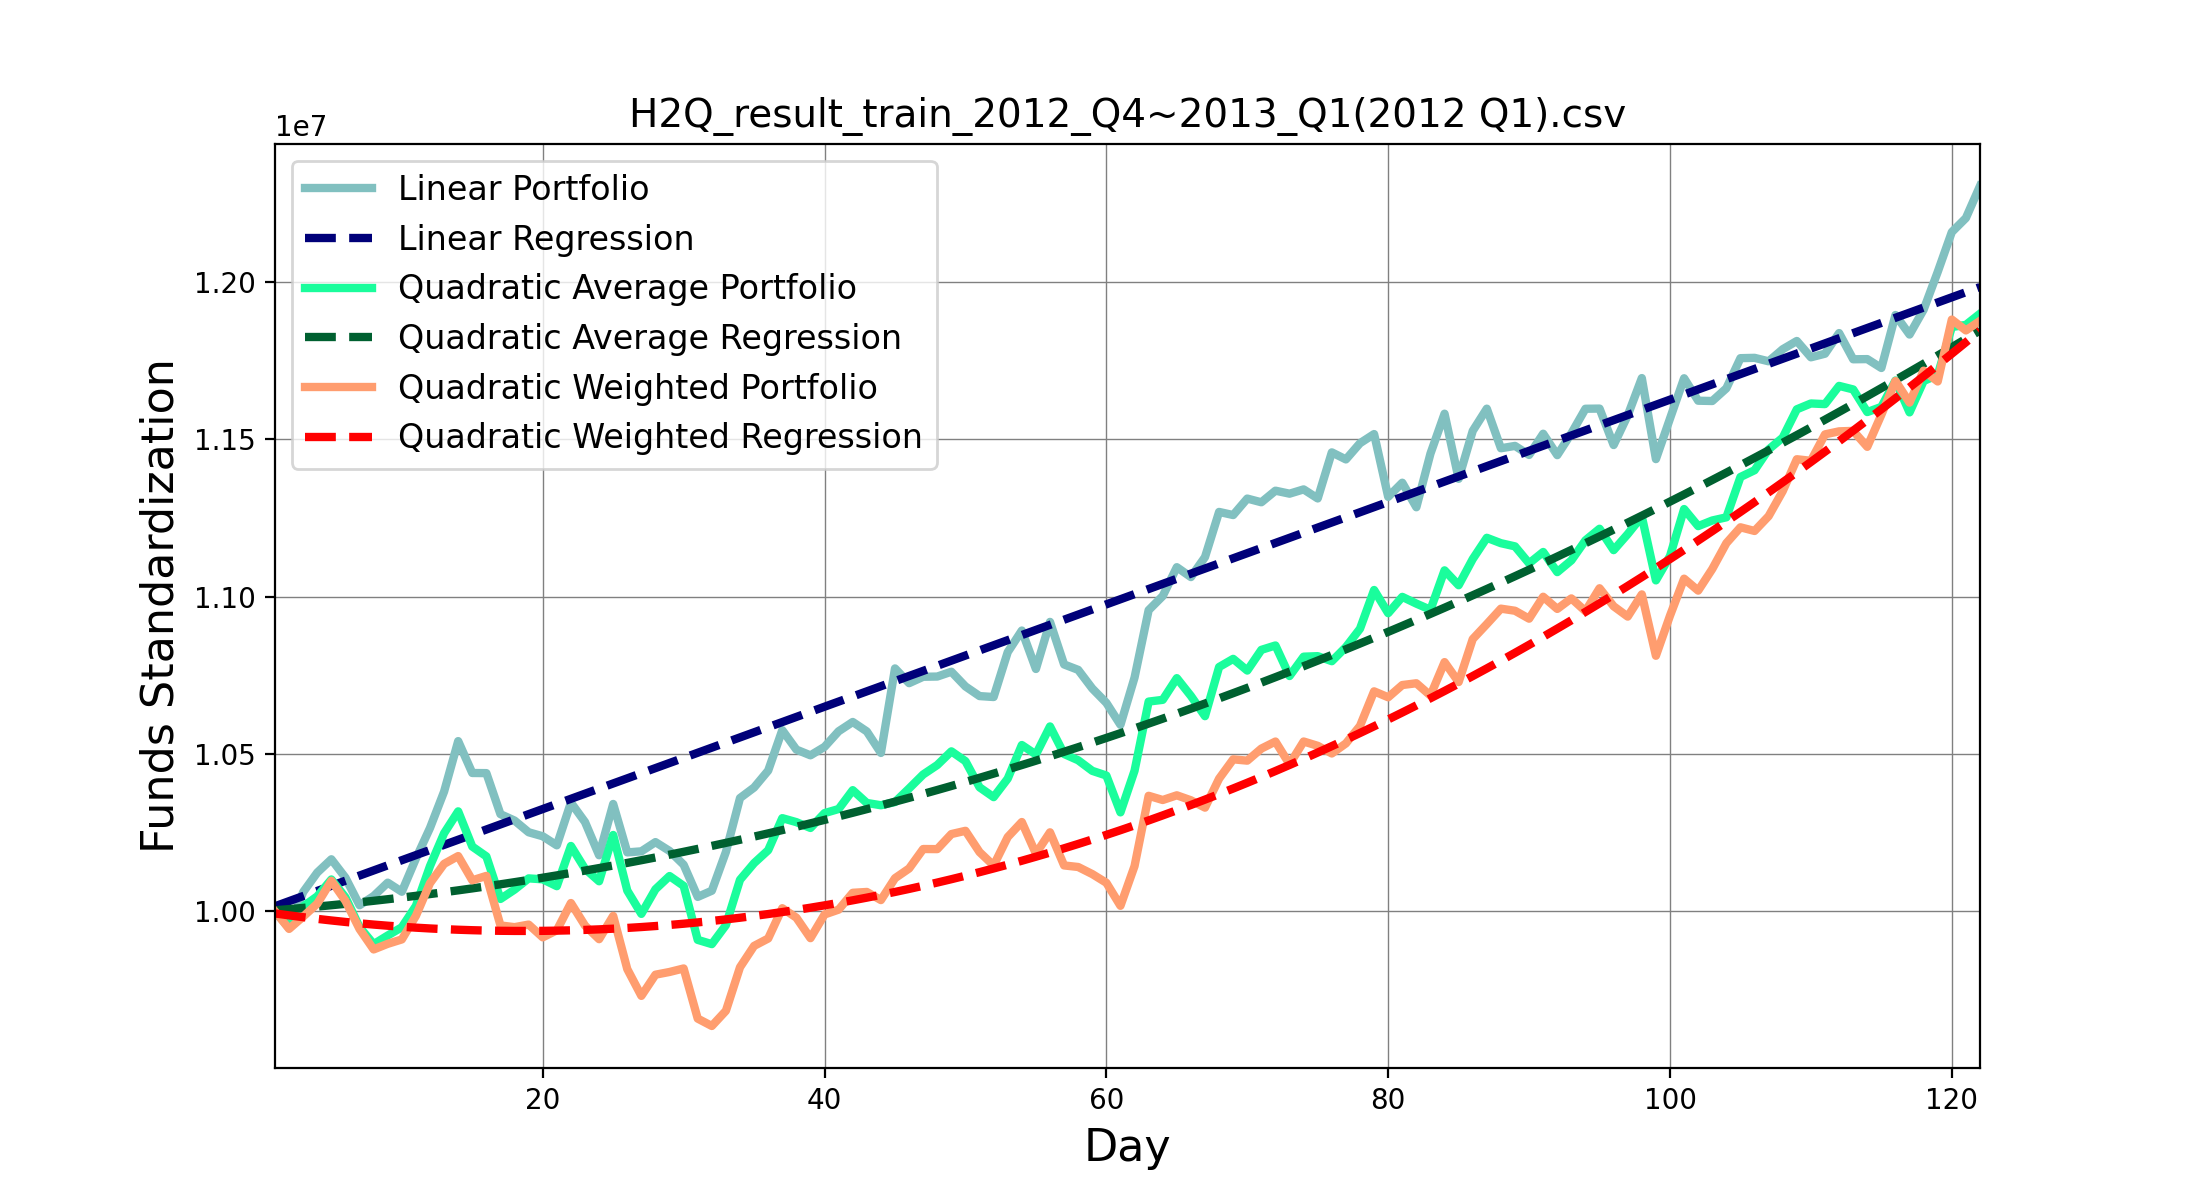 H2Q_result_train_2012_Q4~2013_Q1(2012 Q1).csv
1e7
Linear Portfolio
Linear Regression
Quadratic Average Portfolio
Quadratic Average Regression
Quadratic Weighted Portfolio
Quadratic Weighted Regression
Funds Standardization
1.20
1.15
1.10
1.05
1.00
20 40 60 80 100 120
Day